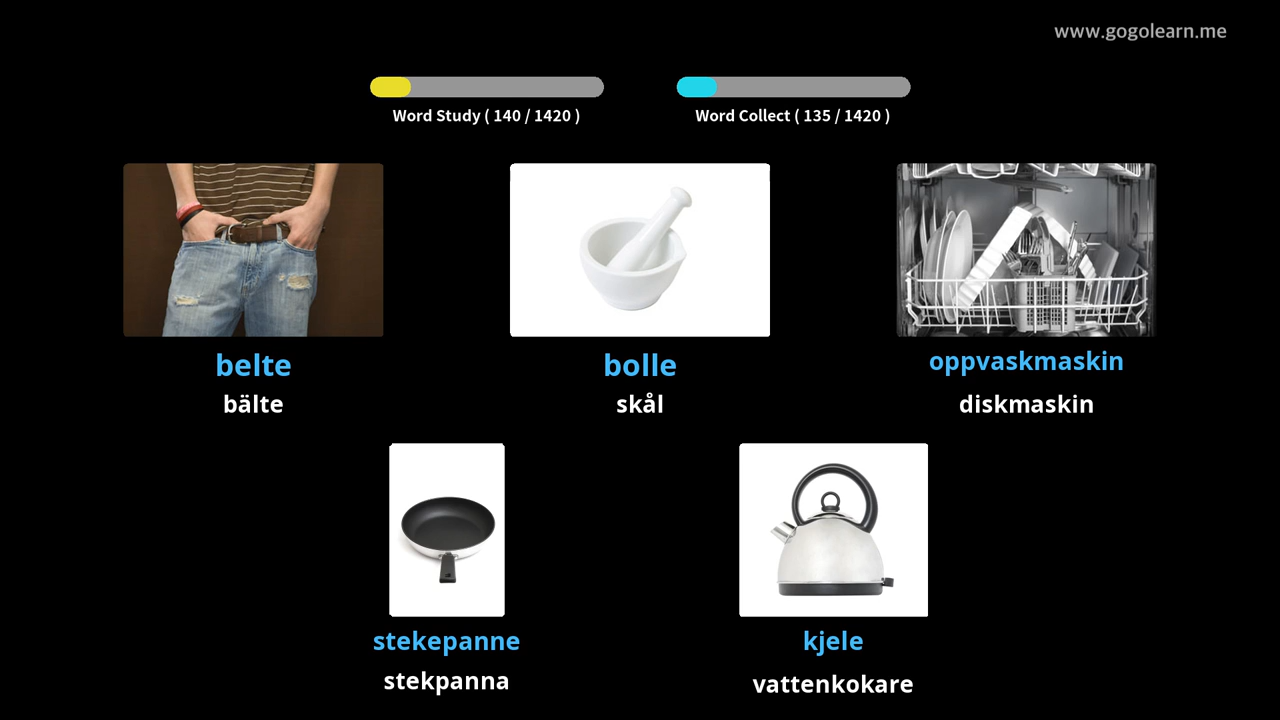 www.gogolearn.me
Word Study ( 140 / 1420 )
Word Collect ( 135 / 1420 )
belte
bolle
oppvaskmaskin
bälte
skål
diskmaskin
stekepanne
kjele
stekpanna
vattenkokare